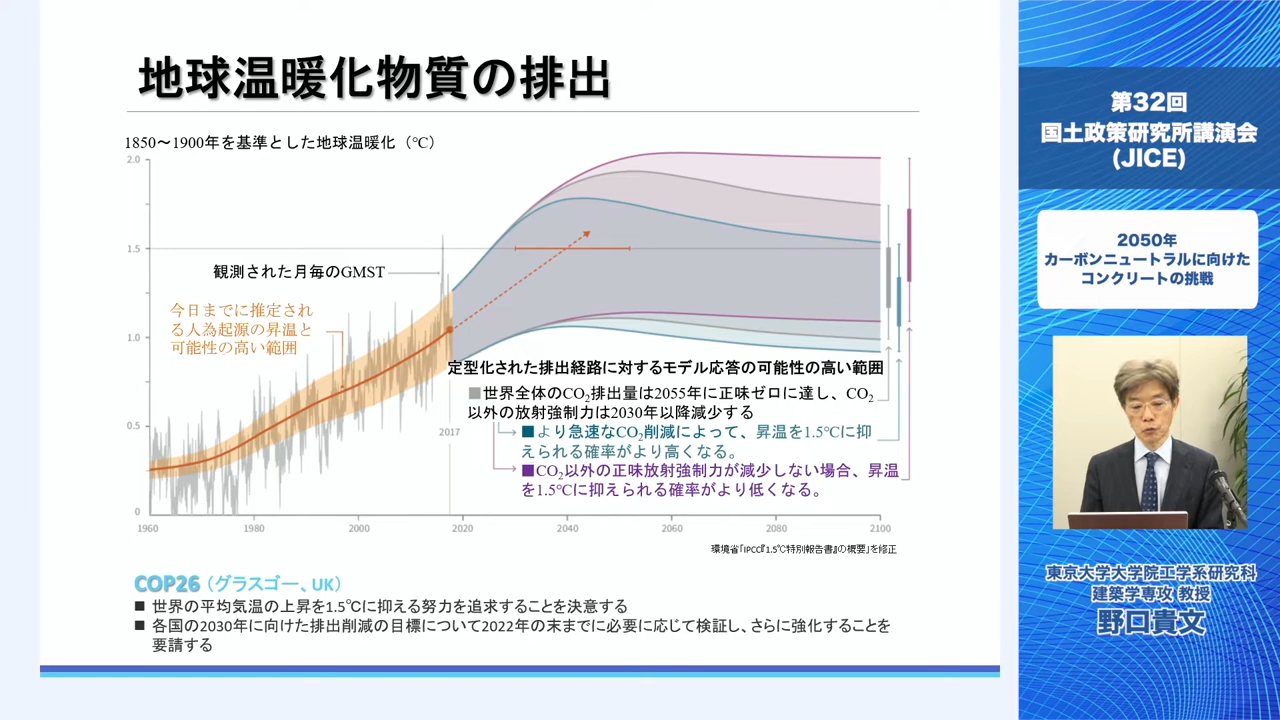 地球温暖化物質の排出
1850～1900年を基準とした地球温暖化（℃）
2.0
1.5
1.0
0.5
0
観測された月毎のGMST
今日までに推定され
る人為起源の昇温と
可能性の高い範囲
2017
定型化された排出経路に対するモデル応答の可能性の高い範囲
■世界全体のCO2排出量は2055年に正味ゼロに達し、CO2
以外の放射強制力は2030年以降減少する
■より急速なCO2削減によって、昇温を1.5℃に抑
えられる確率がより高くなる。
■CO2以外の正味放射強制力が減少しない場合、昇温
を1.5℃に抑えられる確率がより低くなる。
1960 1980 2000 2020 2040 2060 2080 2100
環境省「IPCC『1.5℃特別報告書』の概要」を修正
COP26（グラスゴー、UK）
■ 世界の平均気温の上昇を1.5℃に抑える努力を追求することを決意する
■ 各国の2030年に向けた排出削減の目標について2022年の末までに必要に応じて検証し、さらに強化することを
要請する
第32回
国土政策研究所講演会
(JICE)
2050年
カーボンニュートラルに向けた
コンクリートの挑戦
東京大学大学院工学系研究科
建築学専攻 教授
野口貴文